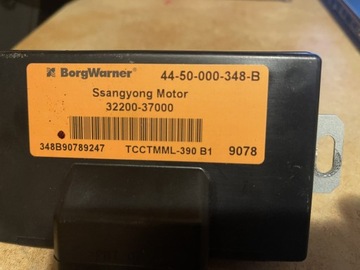 BorgWarner 44-50-000-348-B
Ssangyong Motor
32200-37000
348B90789247 TCCTMML-390 B1 9078